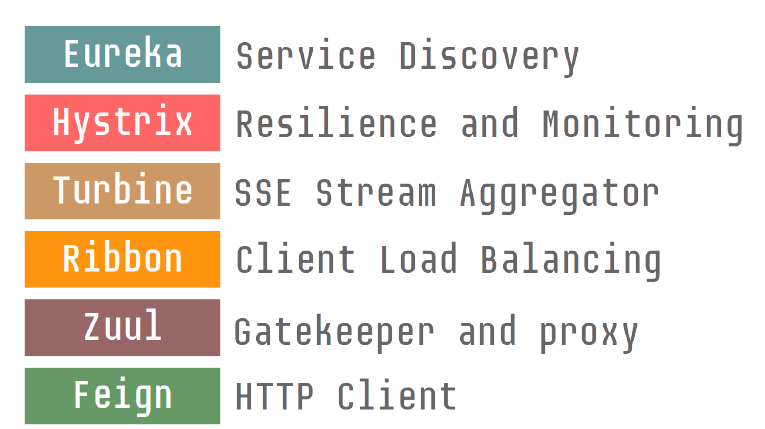 Eureka Service Discovery
Hystrix Resilience and Monitoring
Turbine SSE Stream Aggregator
Ribbon Client Load Balancing
Zuul Gatekeeper and proxy
Feign HTTP Client